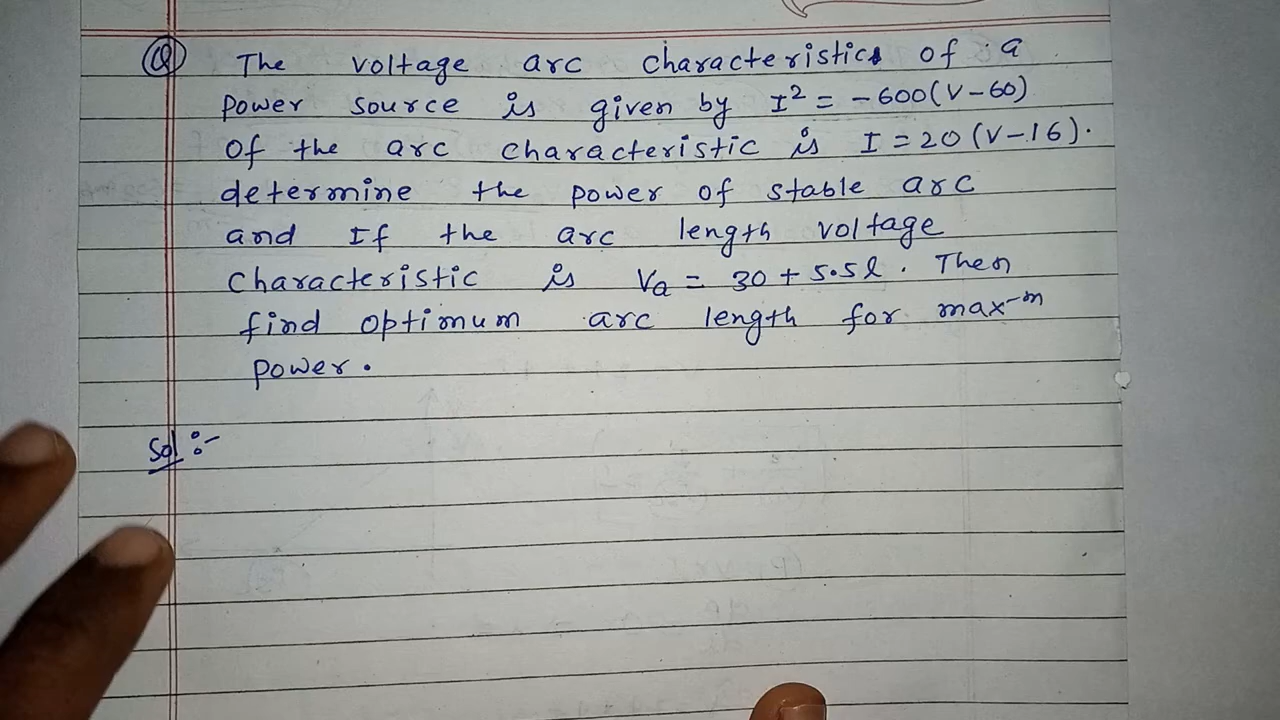 Q The voltage arc characteristics of a
power source is given by I² = -600(V-60)
Of the arc characteristic is I = 20(V-16).
determine the power of stable arc
and If the arc length voltage
characteristic is Va = 30 + 5.5l. Then
find optimum arc length for max-m
power.
Sol :-